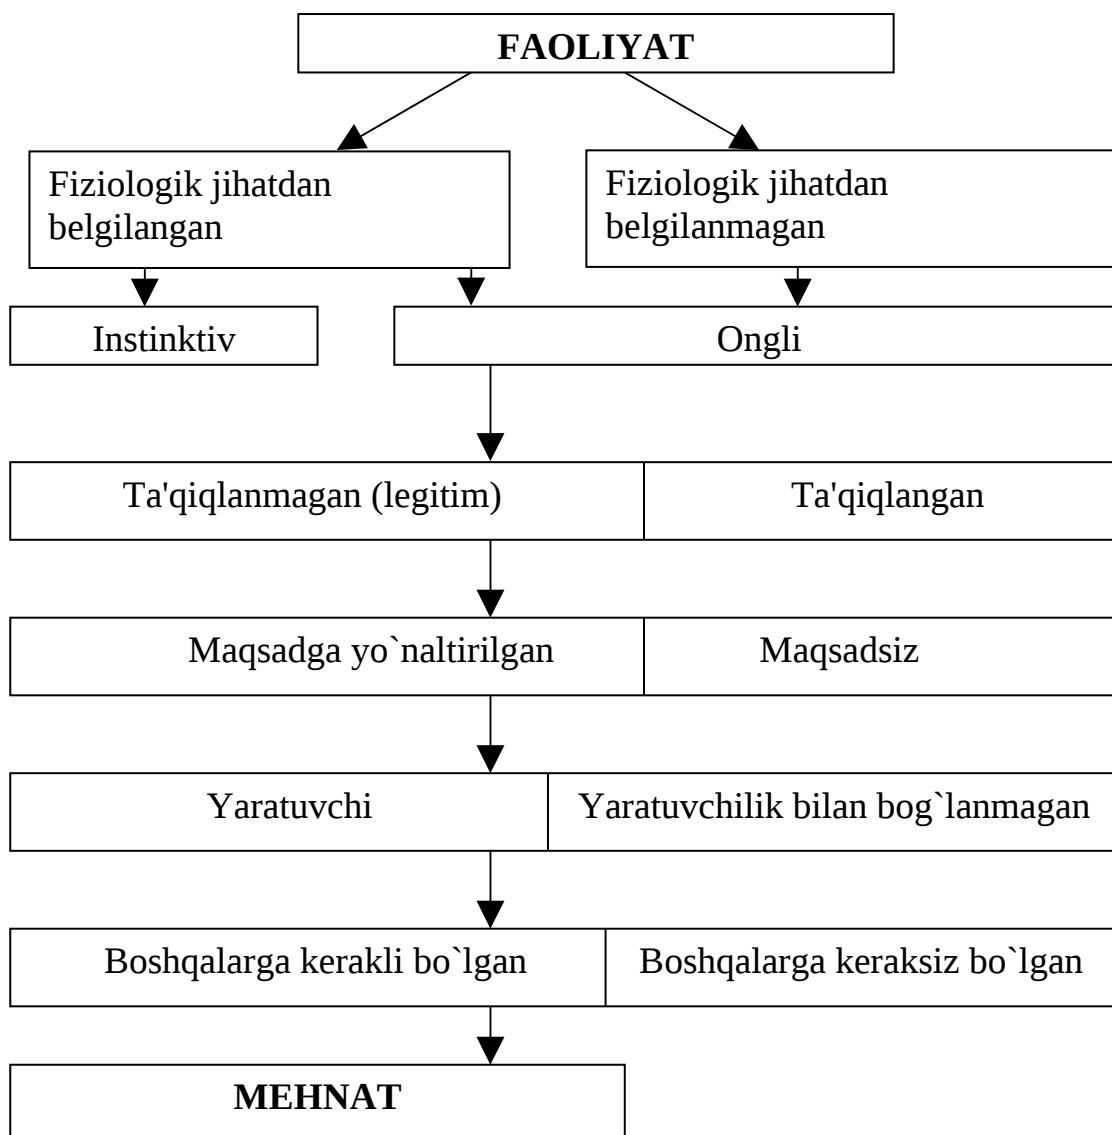 FAOLIYAT
Fiziologik jihatdan
belgilangan
Fiziologik jihatdan
belgilanmagan
Instinktiv
Ongli
Ta'qiqlanmagan (legitim)
Ta'qiqlangan
Maqsadga yo`naltirilgan
Maqsadsiz
Yaratuvchi
Yaratuvchilik bilan bog`lanmagan
Boshqalarga kerakli bo`lgan
Boshqalarga keraksiz bo`lgan
MEHNAT